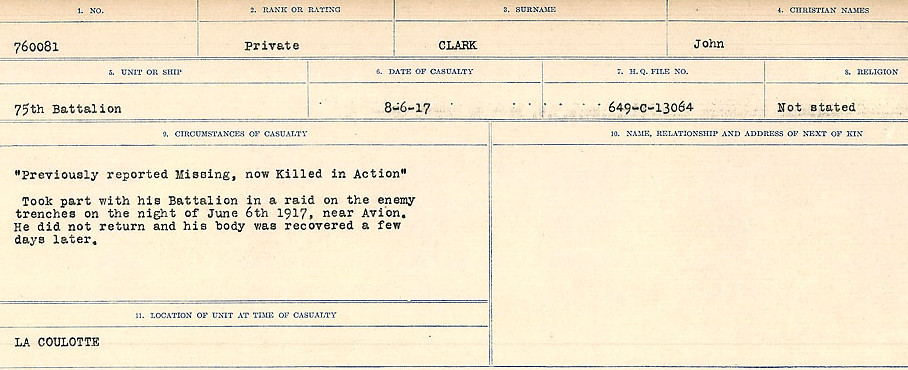 1. NO. 2. RANK OR RATING 3. SURNAME 4. CHRISTIAN NAMES
760081 Private CLARK John
5. UNIT OR SHIP 6. DATE OF CASUALTY 7. H. Q. FILE NO. 8. RELIGION
75th Battalion 8-6-17 649-C-13064 Not stated
9. CIRCUMSTANCES OF CASUALTY 10. NAME, RELATIONSHIP AND ADDRESS OF NEXT OF KIN
"Previously reported Missing, now Killed in Action"
Took part with his Battalion in a raid on the enemy
trenches on the night of June 6th 1917, near Avion.
He did not return and his body was recovered a few
days later.
11. LOCATION OF UNIT AT TIME OF CASUALTY
LA COULOTTE